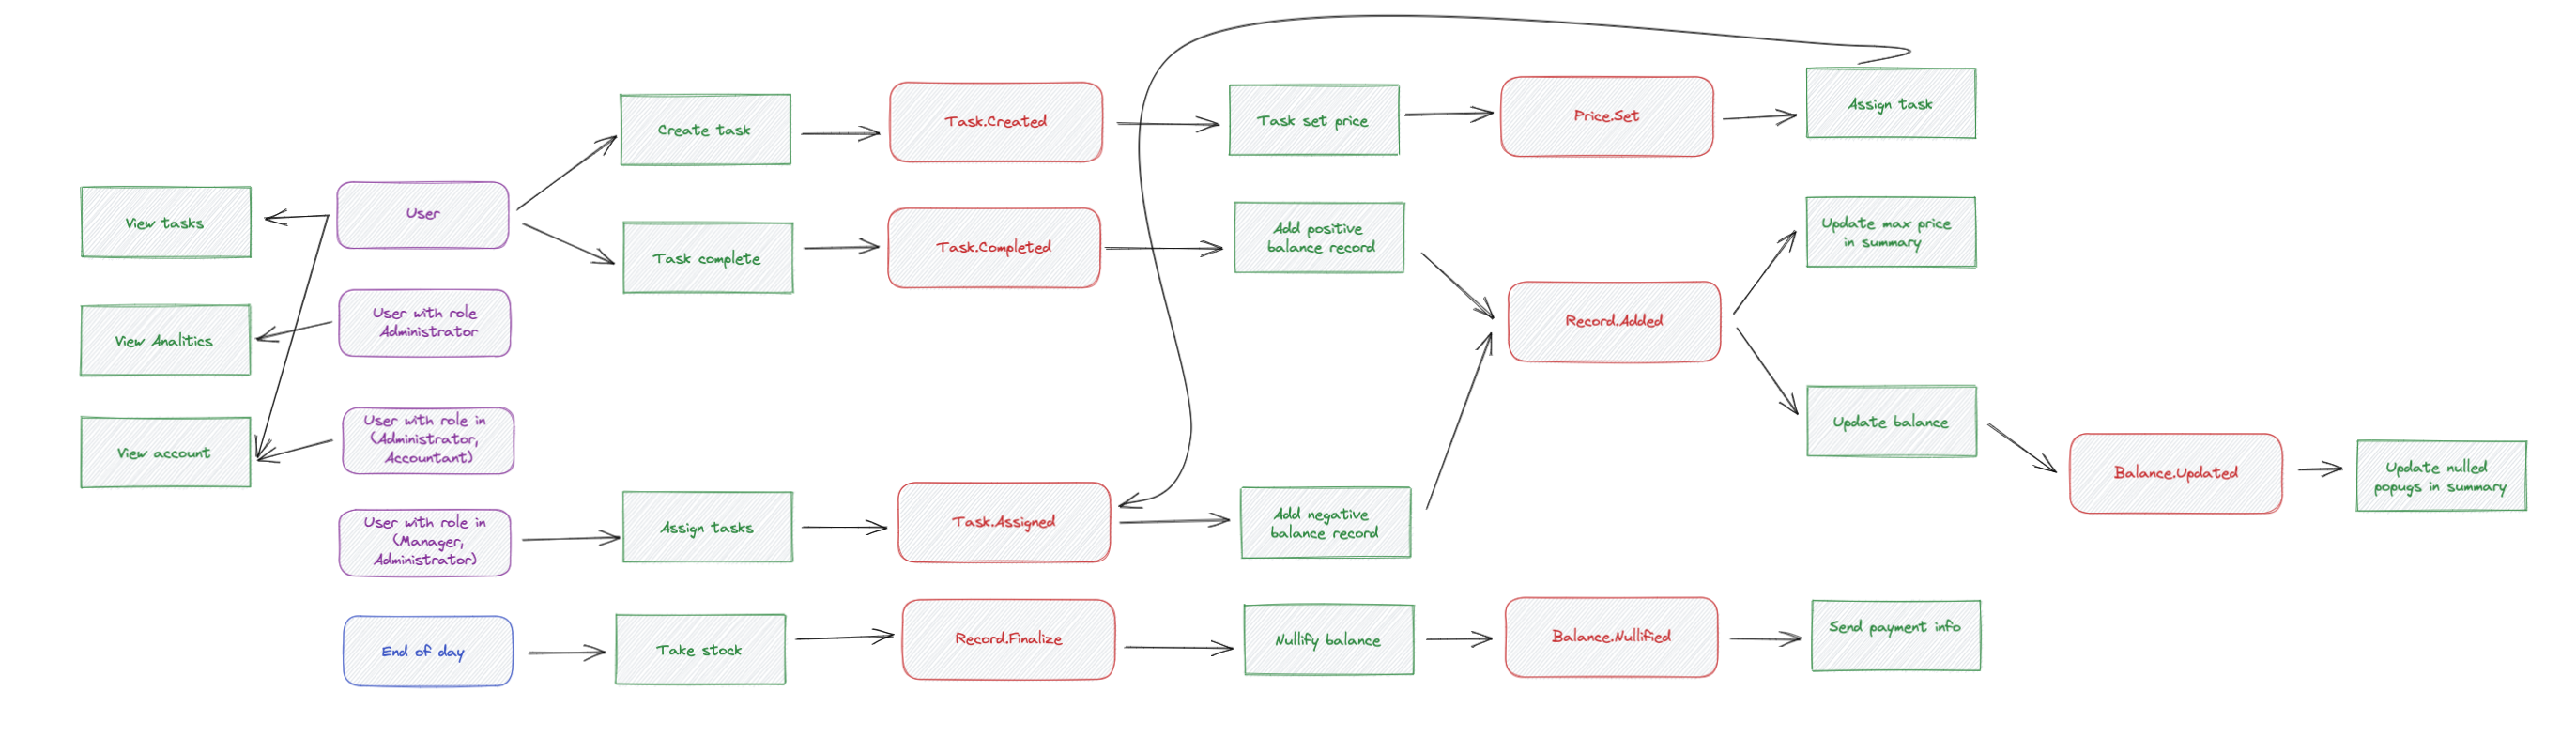 Create task
Task.Created
Task set price
Price.Set
Assign task
View tasks
User
Task complete
Task.Completed
Add positive
balance record
Update max price
in summary
View Analitics
User with role
Administrator
Record.Added
View account
User with role in
(Administrator,
Accountant)
Update balance
Balance.Updated
Update nulled
popugs in summary
User with role in
(Manager,
Administrator)
Assign tasks
Task.Assigned
Add negative
balance record
End of day
Take stock
Record.Finalize
Nullify balance
Balance.Nullified
Send payment info